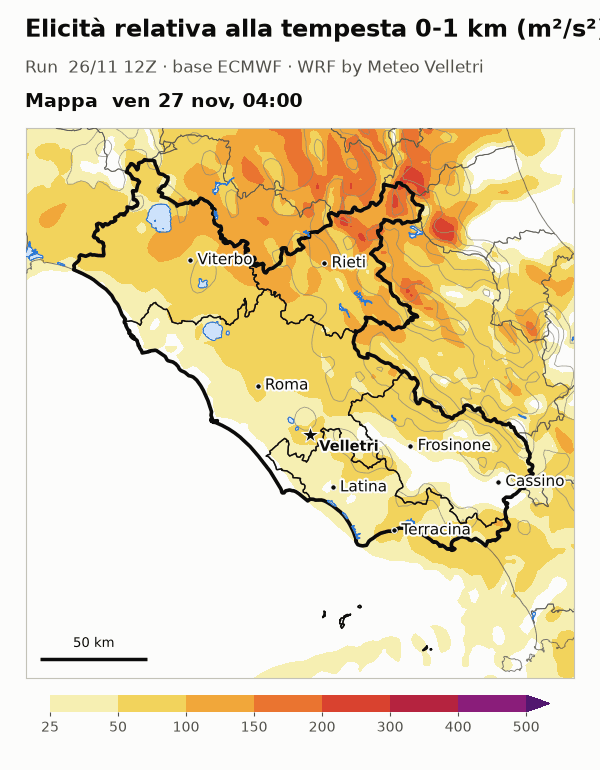 Elicità relativa alla tempesta 0-1 km (m²/s²)
Run  26/11 12Z · base ECMWF · WRF by Meteo Velletri
Mappa  ven 27 nov, 04:00
Viterbo
Rieti
Roma
Velletri
Frosinone
Cassino
Latina
Terracina
50 km
25 50 100 150 200 300 400 500